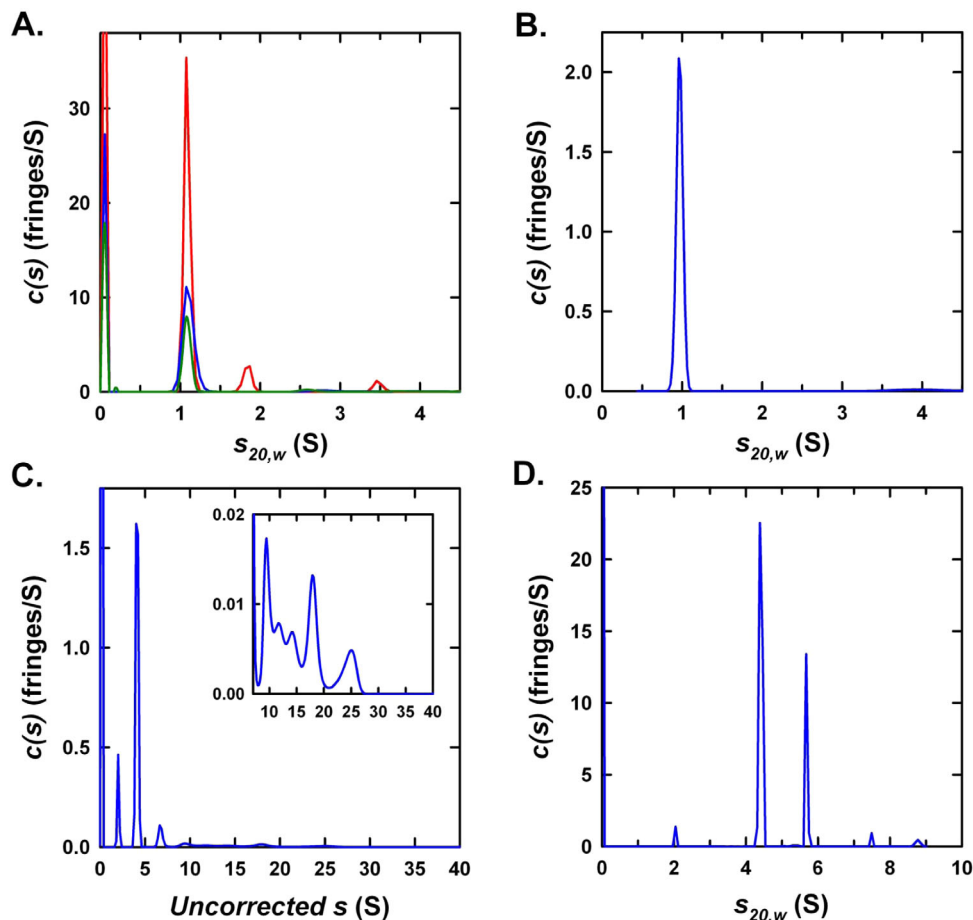 A.
c(s) (fringes/S)
30
20
10
0
0 1 2 3 4
s20,w (S)
B.
c(s) (fringes/S)
2.0
1.5
1.0
0.5
0.0
0 1 2 3 4
s20,w (S)
C.
c(s) (fringes/S)
1.5
1.0
0.5
0.0
0 5 10 15 20 25 30 35 40
Uncorrected s (S)
0.02
0.01
0.00
10 15 20 25 30 35 40
D.
c(s) (fringes/S)
25
20
15
10
5
0
0 2 4 6 8 10
s20,w (S)